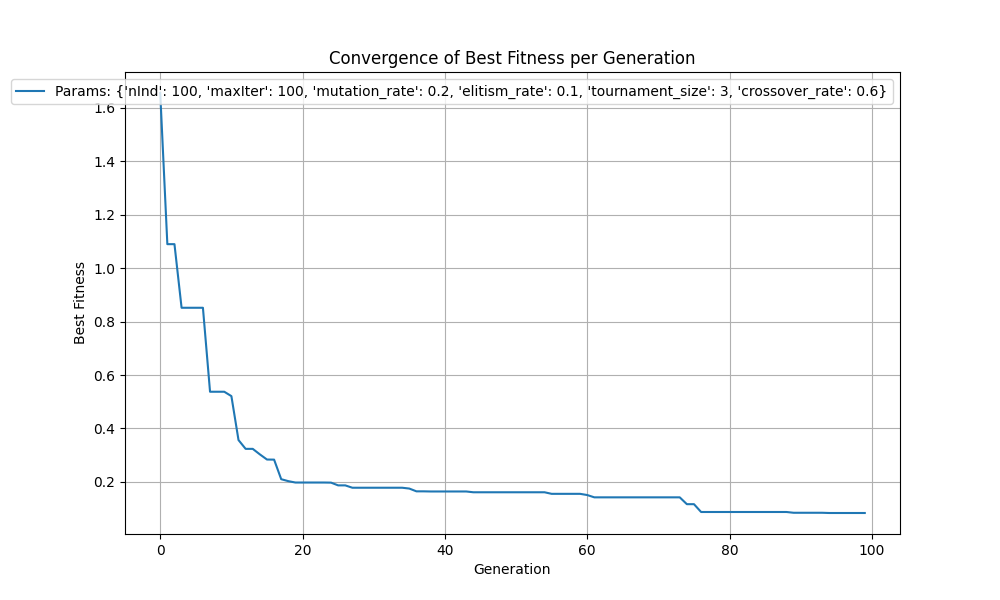 Convergence of Best Fitness per Generation
Params: {'nInd': 100, 'maxIter': 100, 'mutation_rate': 0.2, 'elitism_rate': 0.1, 'tournament_size': 3, 'crossover_rate': 0.6}
1.6
1.4
1.2
1.0
0.8
0.6
0.4
0.2
Best Fitness
0 20 40 60 80 100
Generation